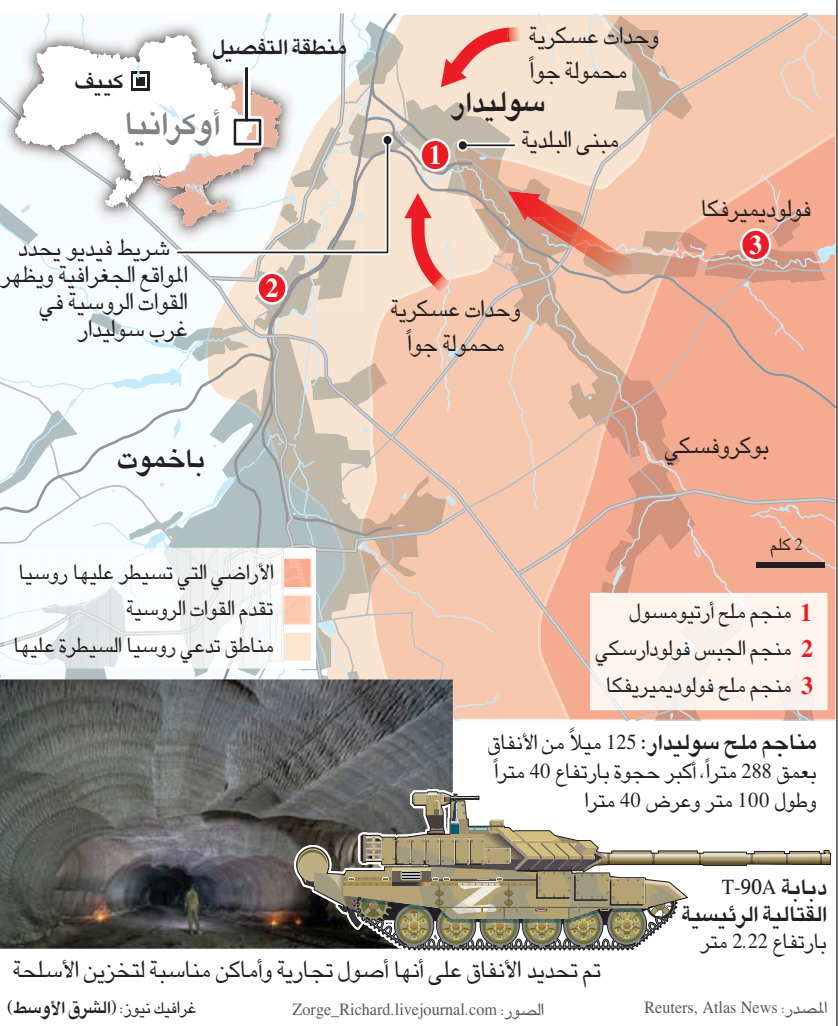 منطقة التفصيل
كييف
أوكرانيا
وحدات عسكرية
محمولة جواً
سوليدار
مبنى البلدية
1
فولوديميرفكا
3
شريط فيديو يحدد
المواقع الجغرافية ويظهر
القوات الروسية في
غرب سوليدار
2
وحدات عسكرية
محمولة جواً
باخموت
بوكروفسكي
2 كلم
الأراضي التي تسيطر عليها روسيا
تقدم القوات الروسية
مناطق تدعي روسيا السيطرة عليها
1 منجم ملح أرتيومسول
2 منجم الجبس فولودارسكي
3 منجم ملح فولوديميريفكا
مناجم ملح سوليدار: 125 ميلاً من الأنفاق
بعمق 288 متراً، أكبر حجوة بارتفاع 40 متراً
وطول 100 متر وعرض 40 مترا
دبابة T-90A
القتالية الرئيسية
بارتفاع 2.22 متر
تم تحديد الأنفاق على أنها أصول تجارية وأماكن مناسبة لتخزين الأسلحة
المصدر: Reuters, Atlas News
الصور: Zorge_Richard.livejournal.com
غرافيك نيوز: (الشرق الأوسط)